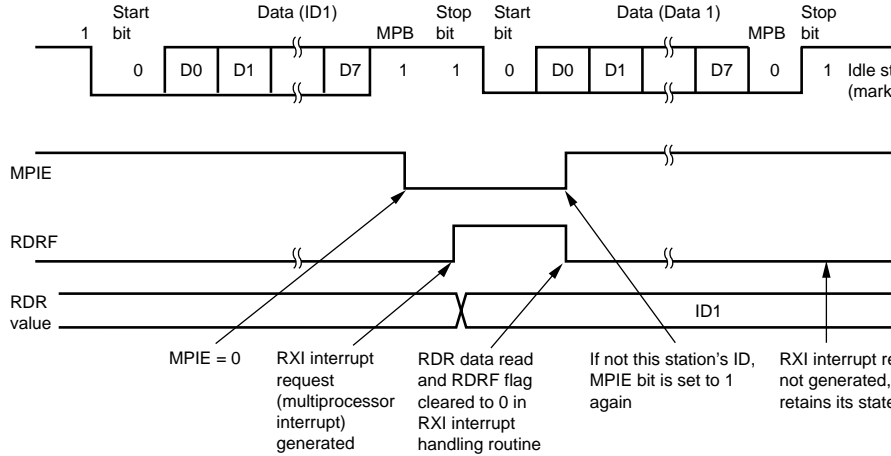 Start bit Data (ID1) Stop bit Start bit Data (Data 1) Stop bit
1 MPB MPB
0 D0 D1 D7 1 1 0 D0 D1 D7 0 1 Idle
(mark
MPIE
RDRF
RDR value ID1
MPIE = 0
RXI interrupt
request
(multiprocessor
interrupt)
generated
RDR data read
and RDRF flag
cleared to 0 in
RXI interrupt
handling routine
If not this station's ID,
MPIE bit is set to 1
again
RXI interrupt
not generated,
retains its